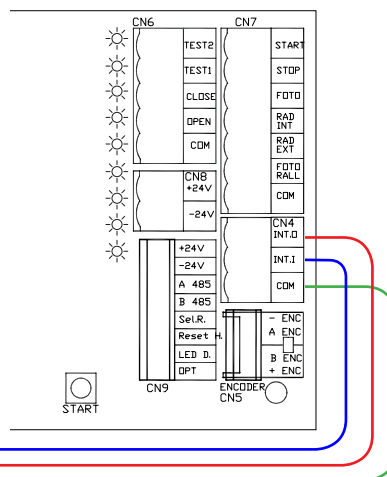 CN6
TEST2
TEST1
CLOSE
OPEN
COM
CN7
START
STOP
FOTO
RAD
INT
RAD
EXT
FOTO
RALL
COM
CN8
+24V
-24V
CN4
INT.O
INT.I
COM
+24V
-24V
A 485
B 485
Sel.R.
Reset H.
LED D.
OPT
CN9
- ENC
A ENC
B ENC
+ ENC
ENCODER
CN5
START